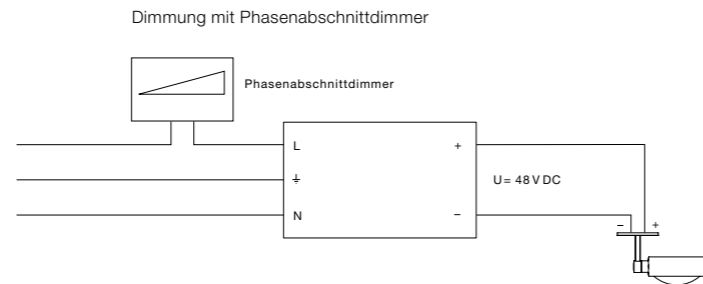 Dimmung mit Phasenabschnittdimmer
Phasenabschnittdimmer
L +
⏚ U= 48 V DC
N −
− +